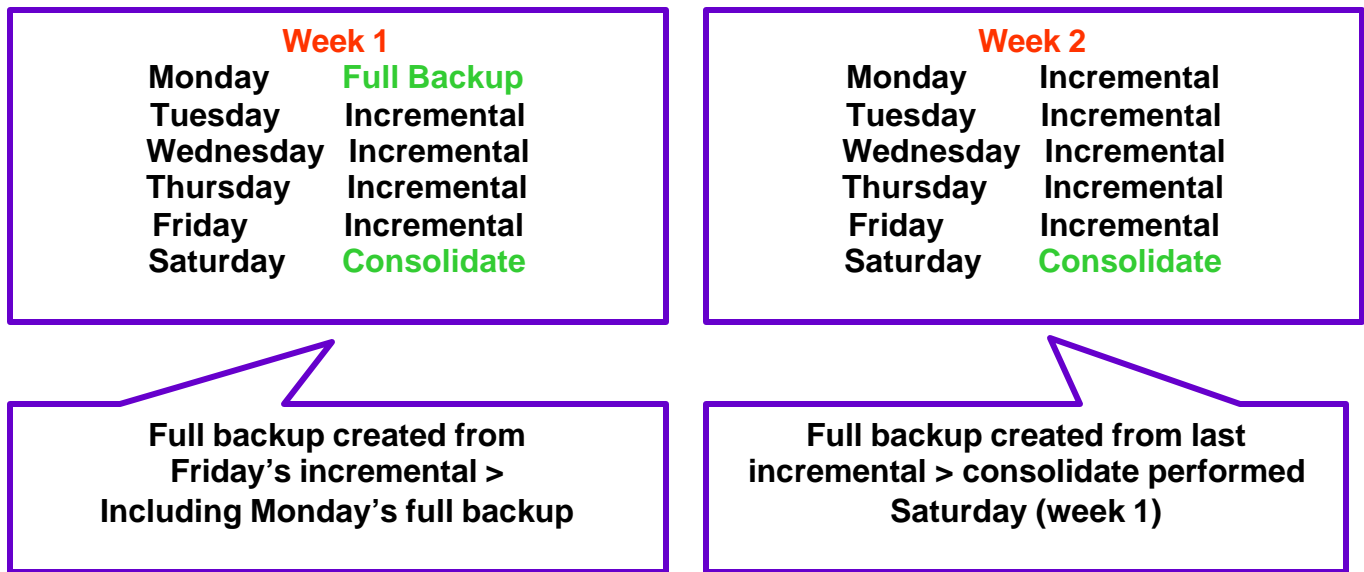 Week 1
Monday Full Backup
Tuesday Incremental
Wednesday Incremental
Thursday Incremental
Friday Incremental
Saturday Consolidate
Week 2
Monday Incremental
Tuesday Incremental
Wednesday Incremental
Thursday Incremental
Friday Incremental
Saturday Consolidate
Full backup created from
Friday's incremental >
Including Monday's full backup
Full backup created from last
incremental > consolidate performed
Saturday (week 1)